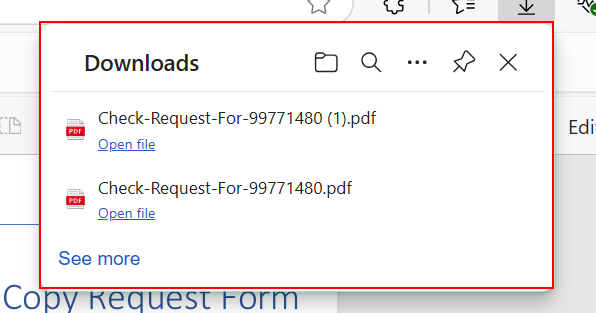 Downloads
Check-Request-For-99771480 (1).pdf
PDF
Open file
Check-Request-For-99771480.pdf
PDF
Open file
See more
Edi
Copy Request Form